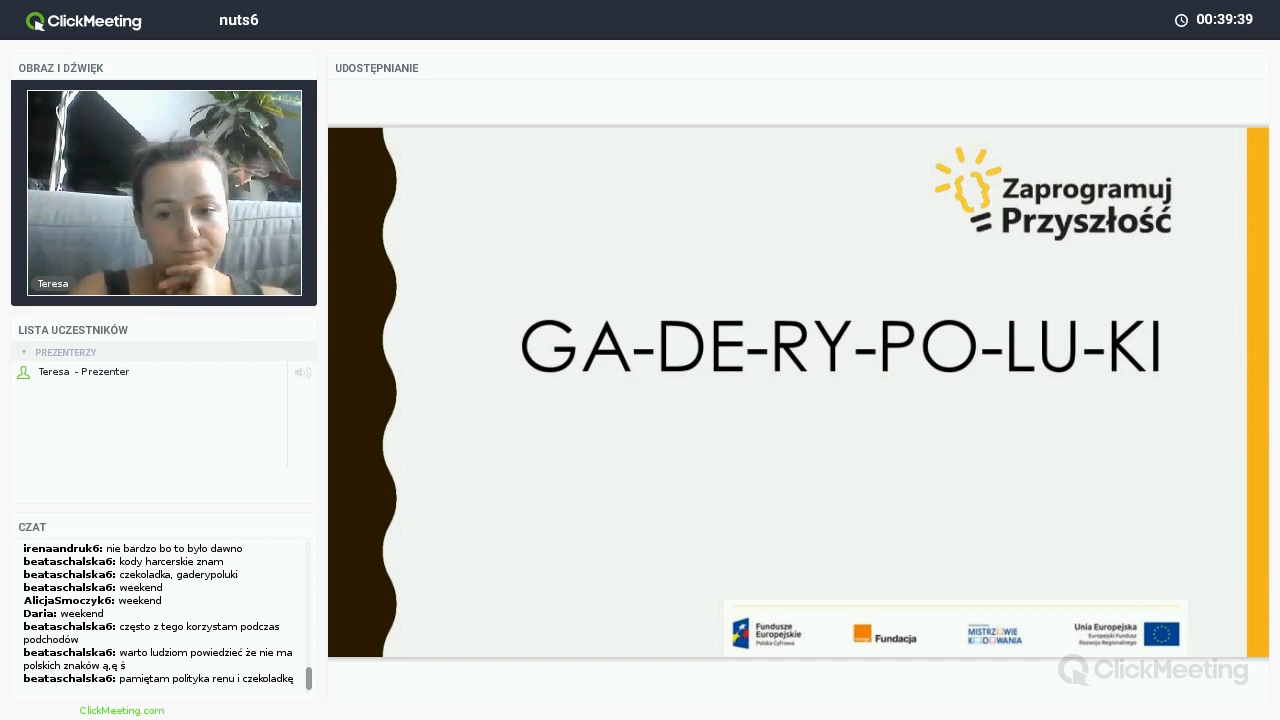 ClickMeeting
nuts6
00:39:39
OBRAZ I DŹWIĘK
Teresa
LISTA UCZESTNIKÓW
PREZENTERZY
Teresa - Prezenter
CZAT
irenaandruk6: nie bardzo bo to było dawno
beataschalska6: kody harcerskie znam
beataschalska6: czekoladka, gaderypoluki
beataschalska6: weekend
AlicjaSmoczyk6: weekend
Daria: weekend
beataschalska6: często z tego korzystam podczas
podchodów
beataschalska6: warto ludziom powiedzieć że nie ma
polskich znaków ą,ę ś
beataschalska6: pamiętam polityka renu i czekoladkę
ClickMeeting.com
UDOSTĘPNIANIE
Zaprogramuj
Przyszłość
GA-DE-RY-PO-LU-KI
Fundusze
Europejskie
Polska Cyfrowa
Fundacja
MISTRZOWIE
KODOWANIA
Unia Europejska
Europejski Fundusz
Rozwoju Regionalnego
ClickMeeting